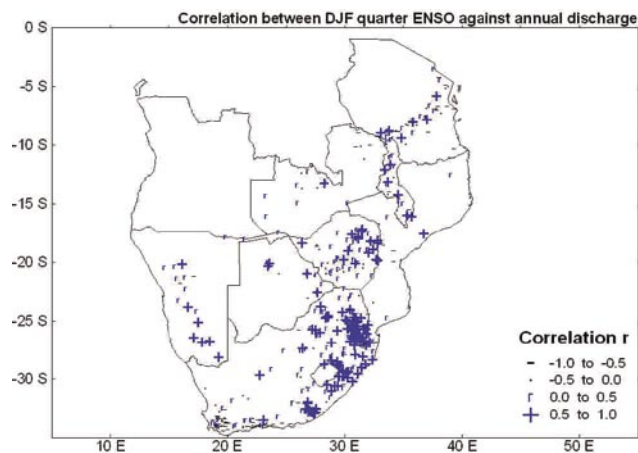 Correlation between DJF quarter ENSO against annual discharge
0 S
-5 S
-10 S
-15 S
-20 S
-25 S
-30 S
10 E
20 E
30 E
40 E
50 E
Correlation r
-1.0 to -0.5
-0.5 to 0.0
0.0 to 0.5
0.5 to 1.0